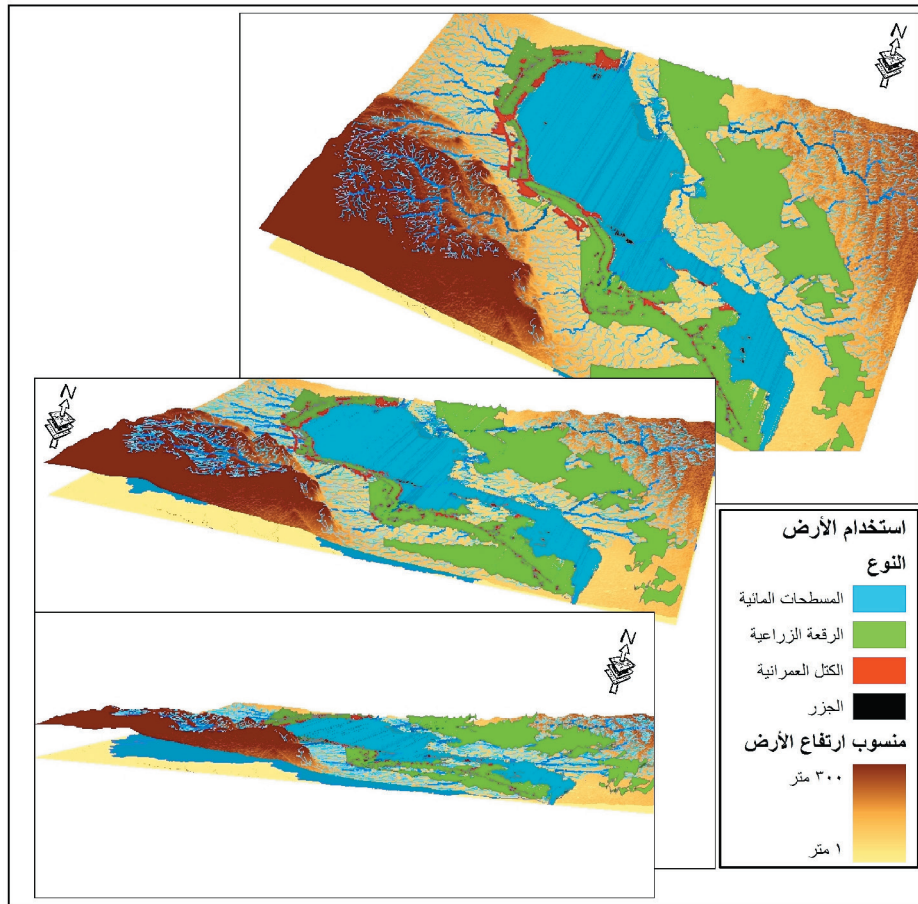 N
N
N
استخدام الأرض
النوع
المسطحات المائية
الرقعة الزراعية
الكتل العمرانية
الجزر
منسوب ارتفاع الأرض
٣٠٠ متر
١ متر